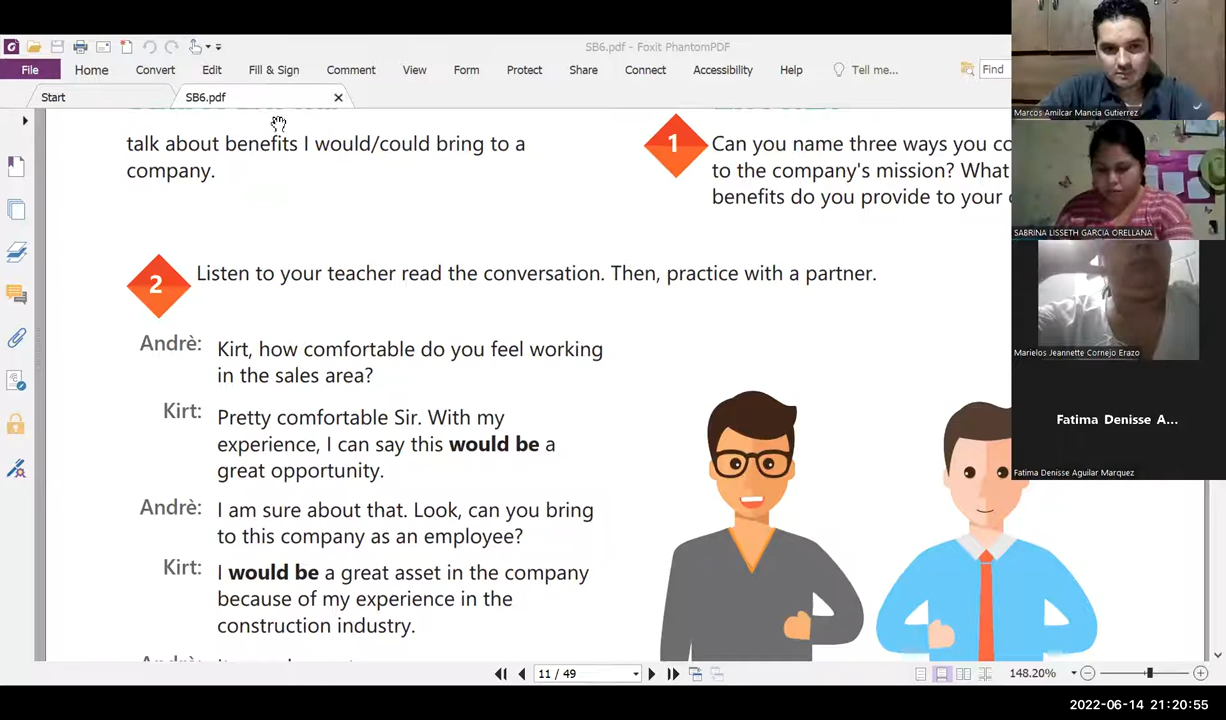 SB6.pdf - Foxit PhantomPDF
File Home Convert Edit Fill & Sign Comment View Form Protect Share Connect Accessibility Help Tell me... Find
Start SB6.pdf
talk about benefits I would/could bring to a
company.
1 Can you name three ways you co
to the company's mission? What
benefits do you provide to your
2 Listen to your teacher read the conversation. Then, practice with a partner.
Andrè: Kirt, how comfortable do you feel working
in the sales area?
Kirt: Pretty comfortable Sir. With my
experience, I can say this would be a
great opportunity.
Andrè: I am sure about that. Look, can you bring
to this company as an employee?
Kirt: I would be a great asset in the company
because of my experience in the
construction industry.
11 / 49
148.20%
Marcos Amilcar Mancia Gutierrez
SABRINA LISSETH GARCIA ORELLANA
Marielos Jeannette Cornejo Erazo
Fatima Denisse A...
Fatima Denisse Aguilar Marquez
2022-06-14 21:20:55